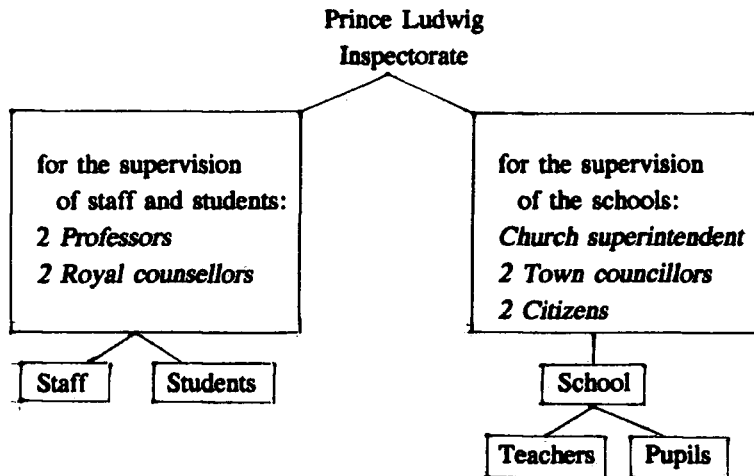 Prince Ludwig
Inspectorate
for the supervision
of staff and students:
2 Professors
2 Royal counsellors
for the supervision
of the schools:
Church superintendent
2 Town councillors
2 Citizens
Staff
Students
School
Teachers
Pupils